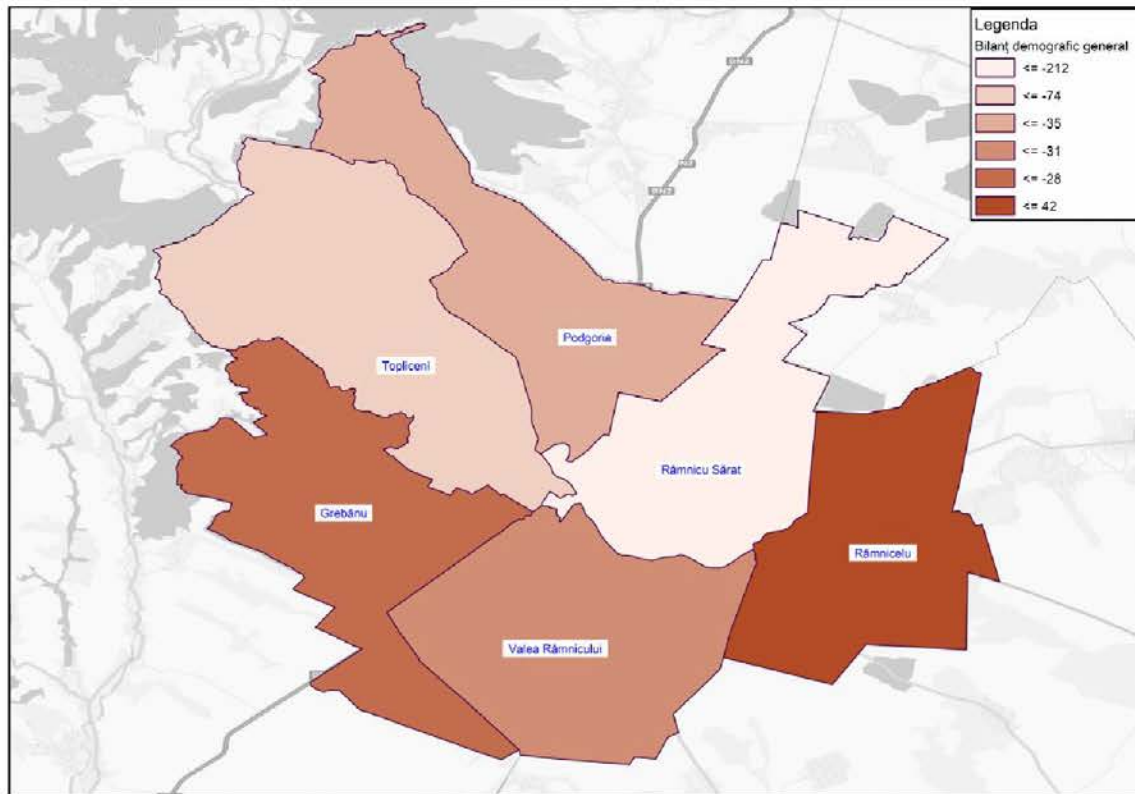 Legenda
Bilanț demografic general
<= -212
<= -74
<= -35
<= -31
<= -28
<= 42
Podgoria
Topliceni
Râmnicu Sărat
Grebănu
Râmnicelu
Valea Râmnicului